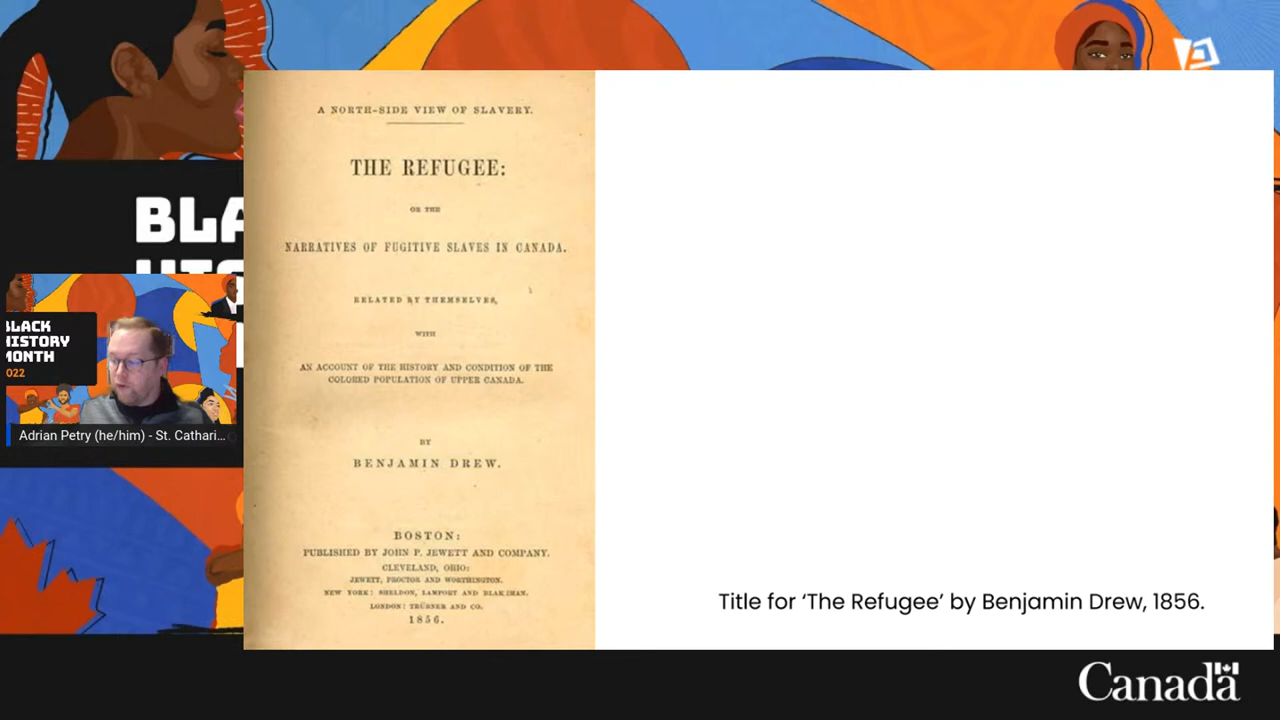 A NORTH-SIDE VIEW OF SLAVERY.
THE REFUGEE:
OR THE
NARRATIVES OF FUGITIVE SLAVES IN CANADA.
RELATED BY THEMSELVES,
WITH
AN ACCOUNT OF THE HISTORY AND CONDITION OF THE
COLORED POPULATION OF UPPER CANADA.
BY
BENJAMIN DREW.
BOSTON:
PUBLISHED BY JOHN P. JEWETT AND COMPANY.
CLEVELAND, OHIO:
JEWETT, PROCTOR AND WORTHINGTON.
NEW YORK: SHELDON, LAMPORT AND BLAKEMAN.
LONDON: TRÜBNER AND CO.
1856.
Title for ‘The Refugee’ by Benjamin Drew, 1856.
BLA
BLACK
HISTORY
MONTH
2022
Adrian Petry (he/him) - St. Cathari...
Canada